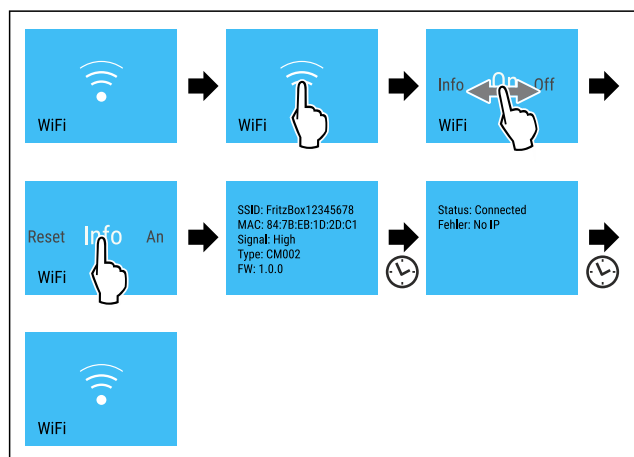 WiFi
WiFi
Info On Off
WiFi
Reset Info An
WiFi
SSID: FritzBox12345678
MAC: 84:7B:EB:1D:2D:C1
Signal: High
Type: CM002
FW: 1.0.0
Status: Connected
Fehler: No IP
WiFi